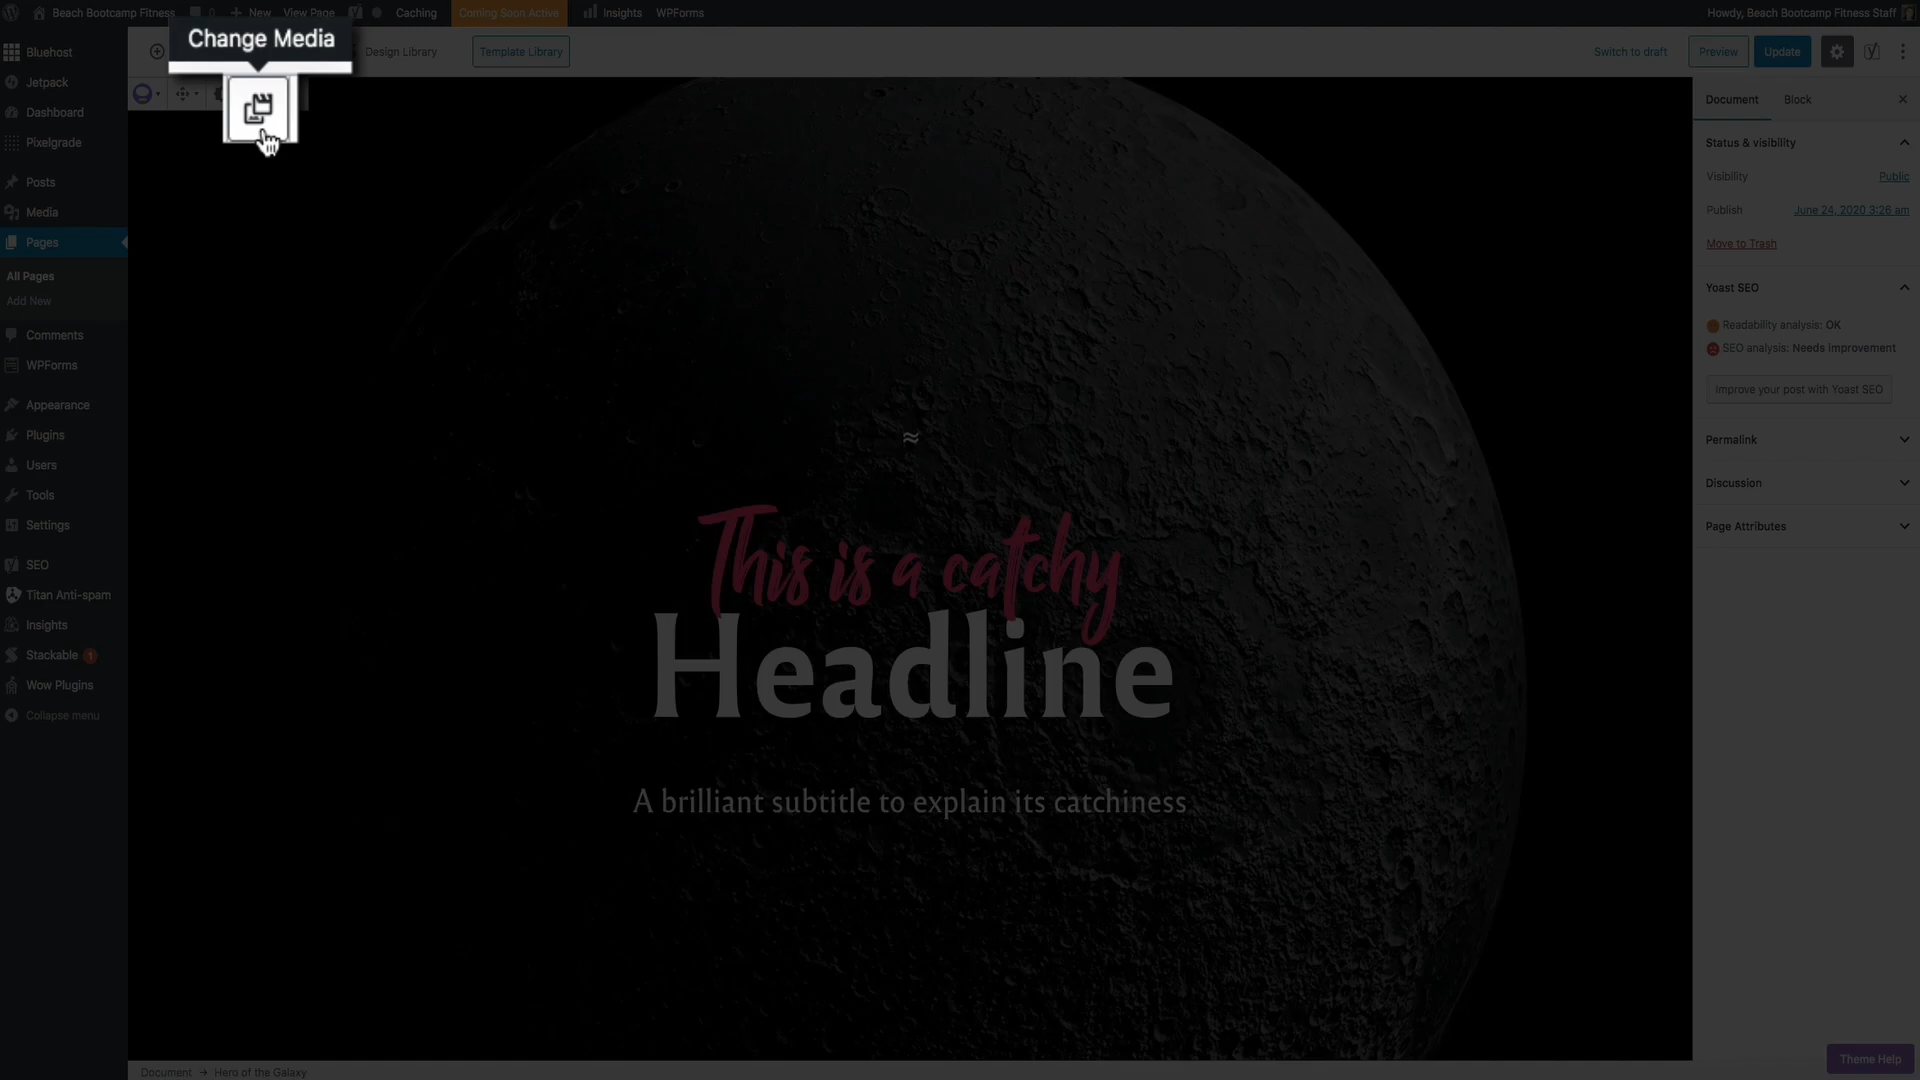 Beach Bootcamp Fitness
0
New
View Page
Caching
Coming Soon Active
Insights
WPForms
Howdy, Beach Bootcamp Fitness Staff
Change Media
Design Library
Template Library
Switch to draft
Preview
Update
Bluehost
Jetpack
Dashboard
Pixelgrade
Posts
Media
Pages
All Pages
Add New
Comments
WPForms
Appearance
Plugins
Users
Tools
Settings
SEO
Titan Anti-spam
Insights
Stackable 1
Wow Plugins
Collapse menu
This is a catchy
Headline
A brilliant subtitle to explain its catchiness
Document Block
Status & visibility
Visibility Public
Publish June 24, 2020 3:26 am
Move to Trash
Yoast SEO
Readability analysis: OK
SEO analysis: Needs improvement
Improve your post with Yoast SEO
Permalink
Discussion
Page Attributes
Document → Hero of the Galaxy
Theme Help